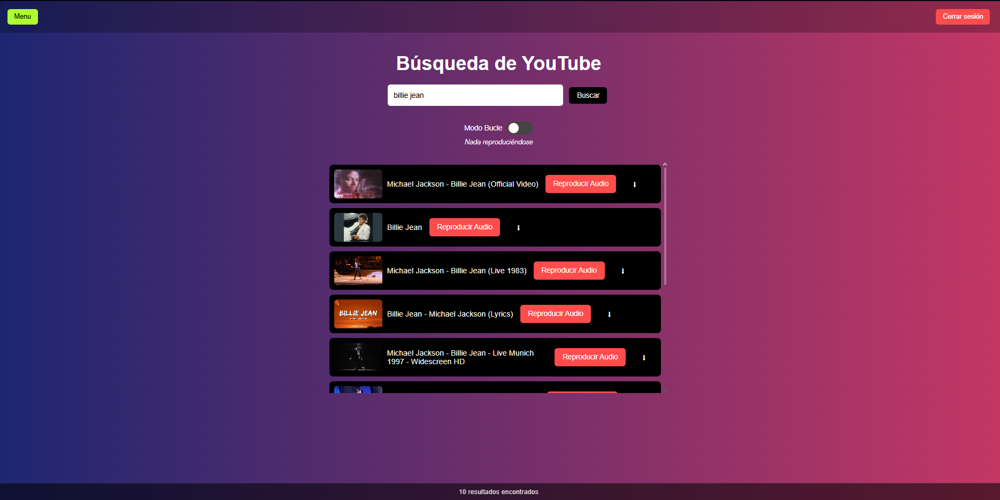 Menu
Cerrar sesión
Búsqueda de YouTube
billie jean
Buscar
Modo Bucle
Nada reproduciéndose
Michael Jackson - Billie Jean (Official Video)
Reproducir Audio
Billie Jean
Reproducir Audio
Michael Jackson - Billie Jean (Live 1983)
Reproducir Audio
BILLIE JEAN
Billie Jean - Michael Jackson (Lyrics)
Reproducir Audio
Michael Jackson - Billie Jean - Live Munich
1997 - Widescreen HD
Reproducir Audio
10 resultados encontrados